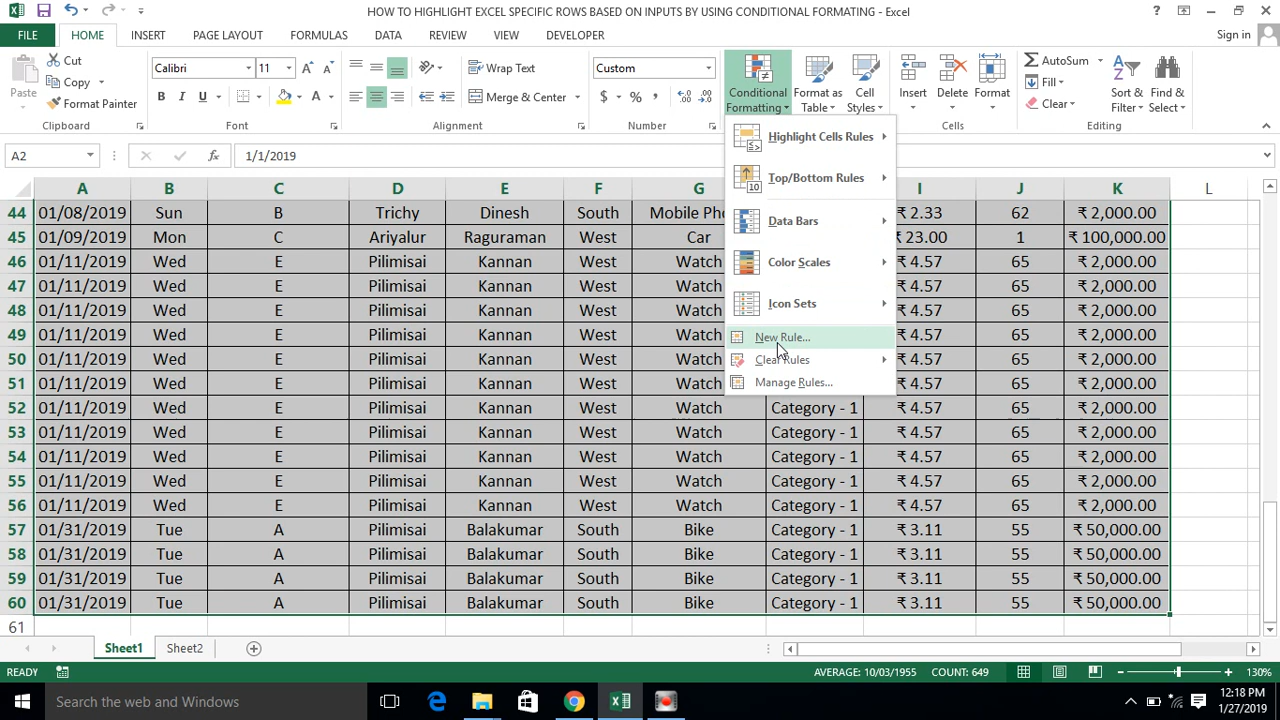 HOW TO HIGHLIGHT EXCEL SPECIFIC ROWS BASED ON INPUTS BY USING CONDITIONAL FORMATING - Excel
FILE HOME INSERT PAGE LAYOUT FORMULAS DATA REVIEW VIEW DEVELOPER Sign in
Paste Cut Copy Format Painter
Calibri 11 B I U A
Wrap Text Merge & Center
Custom $ % ,
Conditional Formatting Format as Table Cell Styles
Insert Delete Format
AutoSum Fill Clear Sort & Filter Find & Select
Clipboard Font Alignment Number Cells Editing
A2 fx 1/1/2019
Highlight Cells Rules
Top/Bottom Rules
Data Bars
Color Scales
Icon Sets
New Rule...
Clear Rules
Manage Rules...
A B C D E F G I J K L
44 01/08/2019 Sun B Trichy Dinesh South Mobile ₹ 2.33 62 ₹ 2,000.00
45 01/09/2019 Mon C Ariyalur Raguraman West Car ₹ 23.00 1 ₹ 100,000.00
46 01/11/2019 Wed E Pilimisai Kannan West Watch ₹ 4.57 65 ₹ 2,000.00
47 01/11/2019 Wed E Pilimisai Kannan West Watch ₹ 4.57 65 ₹ 2,000.00
48 01/11/2019 Wed E Pilimisai Kannan West Watch ₹ 4.57 65 ₹ 2,000.00
49 01/11/2019 Wed E Pilimisai Kannan West Watch ₹ 4.57 65 ₹ 2,000.00
50 01/11/2019 Wed E Pilimisai Kannan West Watch ₹ 4.57 65 ₹ 2,000.00
51 01/11/2019 Wed E Pilimisai Kannan West Watch ₹ 4.57 65 ₹ 2,000.00
52 01/11/2019 Wed E Pilimisai Kannan West Watch Category - 1 ₹ 4.57 65 ₹ 2,000.00
53 01/11/2019 Wed E Pilimisai Kannan West Watch Category - 1 ₹ 4.57 65 ₹ 2,000.00
54 01/11/2019 Wed E Pilimisai Kannan West Watch Category - 1 ₹ 4.57 65 ₹ 2,000.00
55 01/11/2019 Wed E Pilimisai Kannan West Watch Category - 1 ₹ 4.57 65 ₹ 2,000.00
56 01/11/2019 Wed E Pilimisai Kannan West Watch Category - 1 ₹ 4.57 65 ₹ 2,000.00
57 01/31/2019 Tue A Pilimisai Balakumar South Bike Category - 1 ₹ 3.11 55 ₹ 50,000.00
58 01/31/2019 Tue A Pilimisai Balakumar South Bike Category - 1 ₹ 3.11 55 ₹ 50,000.00
59 01/31/2019 Tue A Pilimisai Balakumar South Bike Category - 1 ₹ 3.11 55 ₹ 50,000.00
60 01/31/2019 Tue A Pilimisai Balakumar South Bike Category - 1 ₹ 3.11 55 ₹ 50,000.00
61
Sheet1 Sheet2
READY AVERAGE: 10/03/1955 COUNT: 649 130%
Search the web and Windows
12:18 PM
1/27/2019